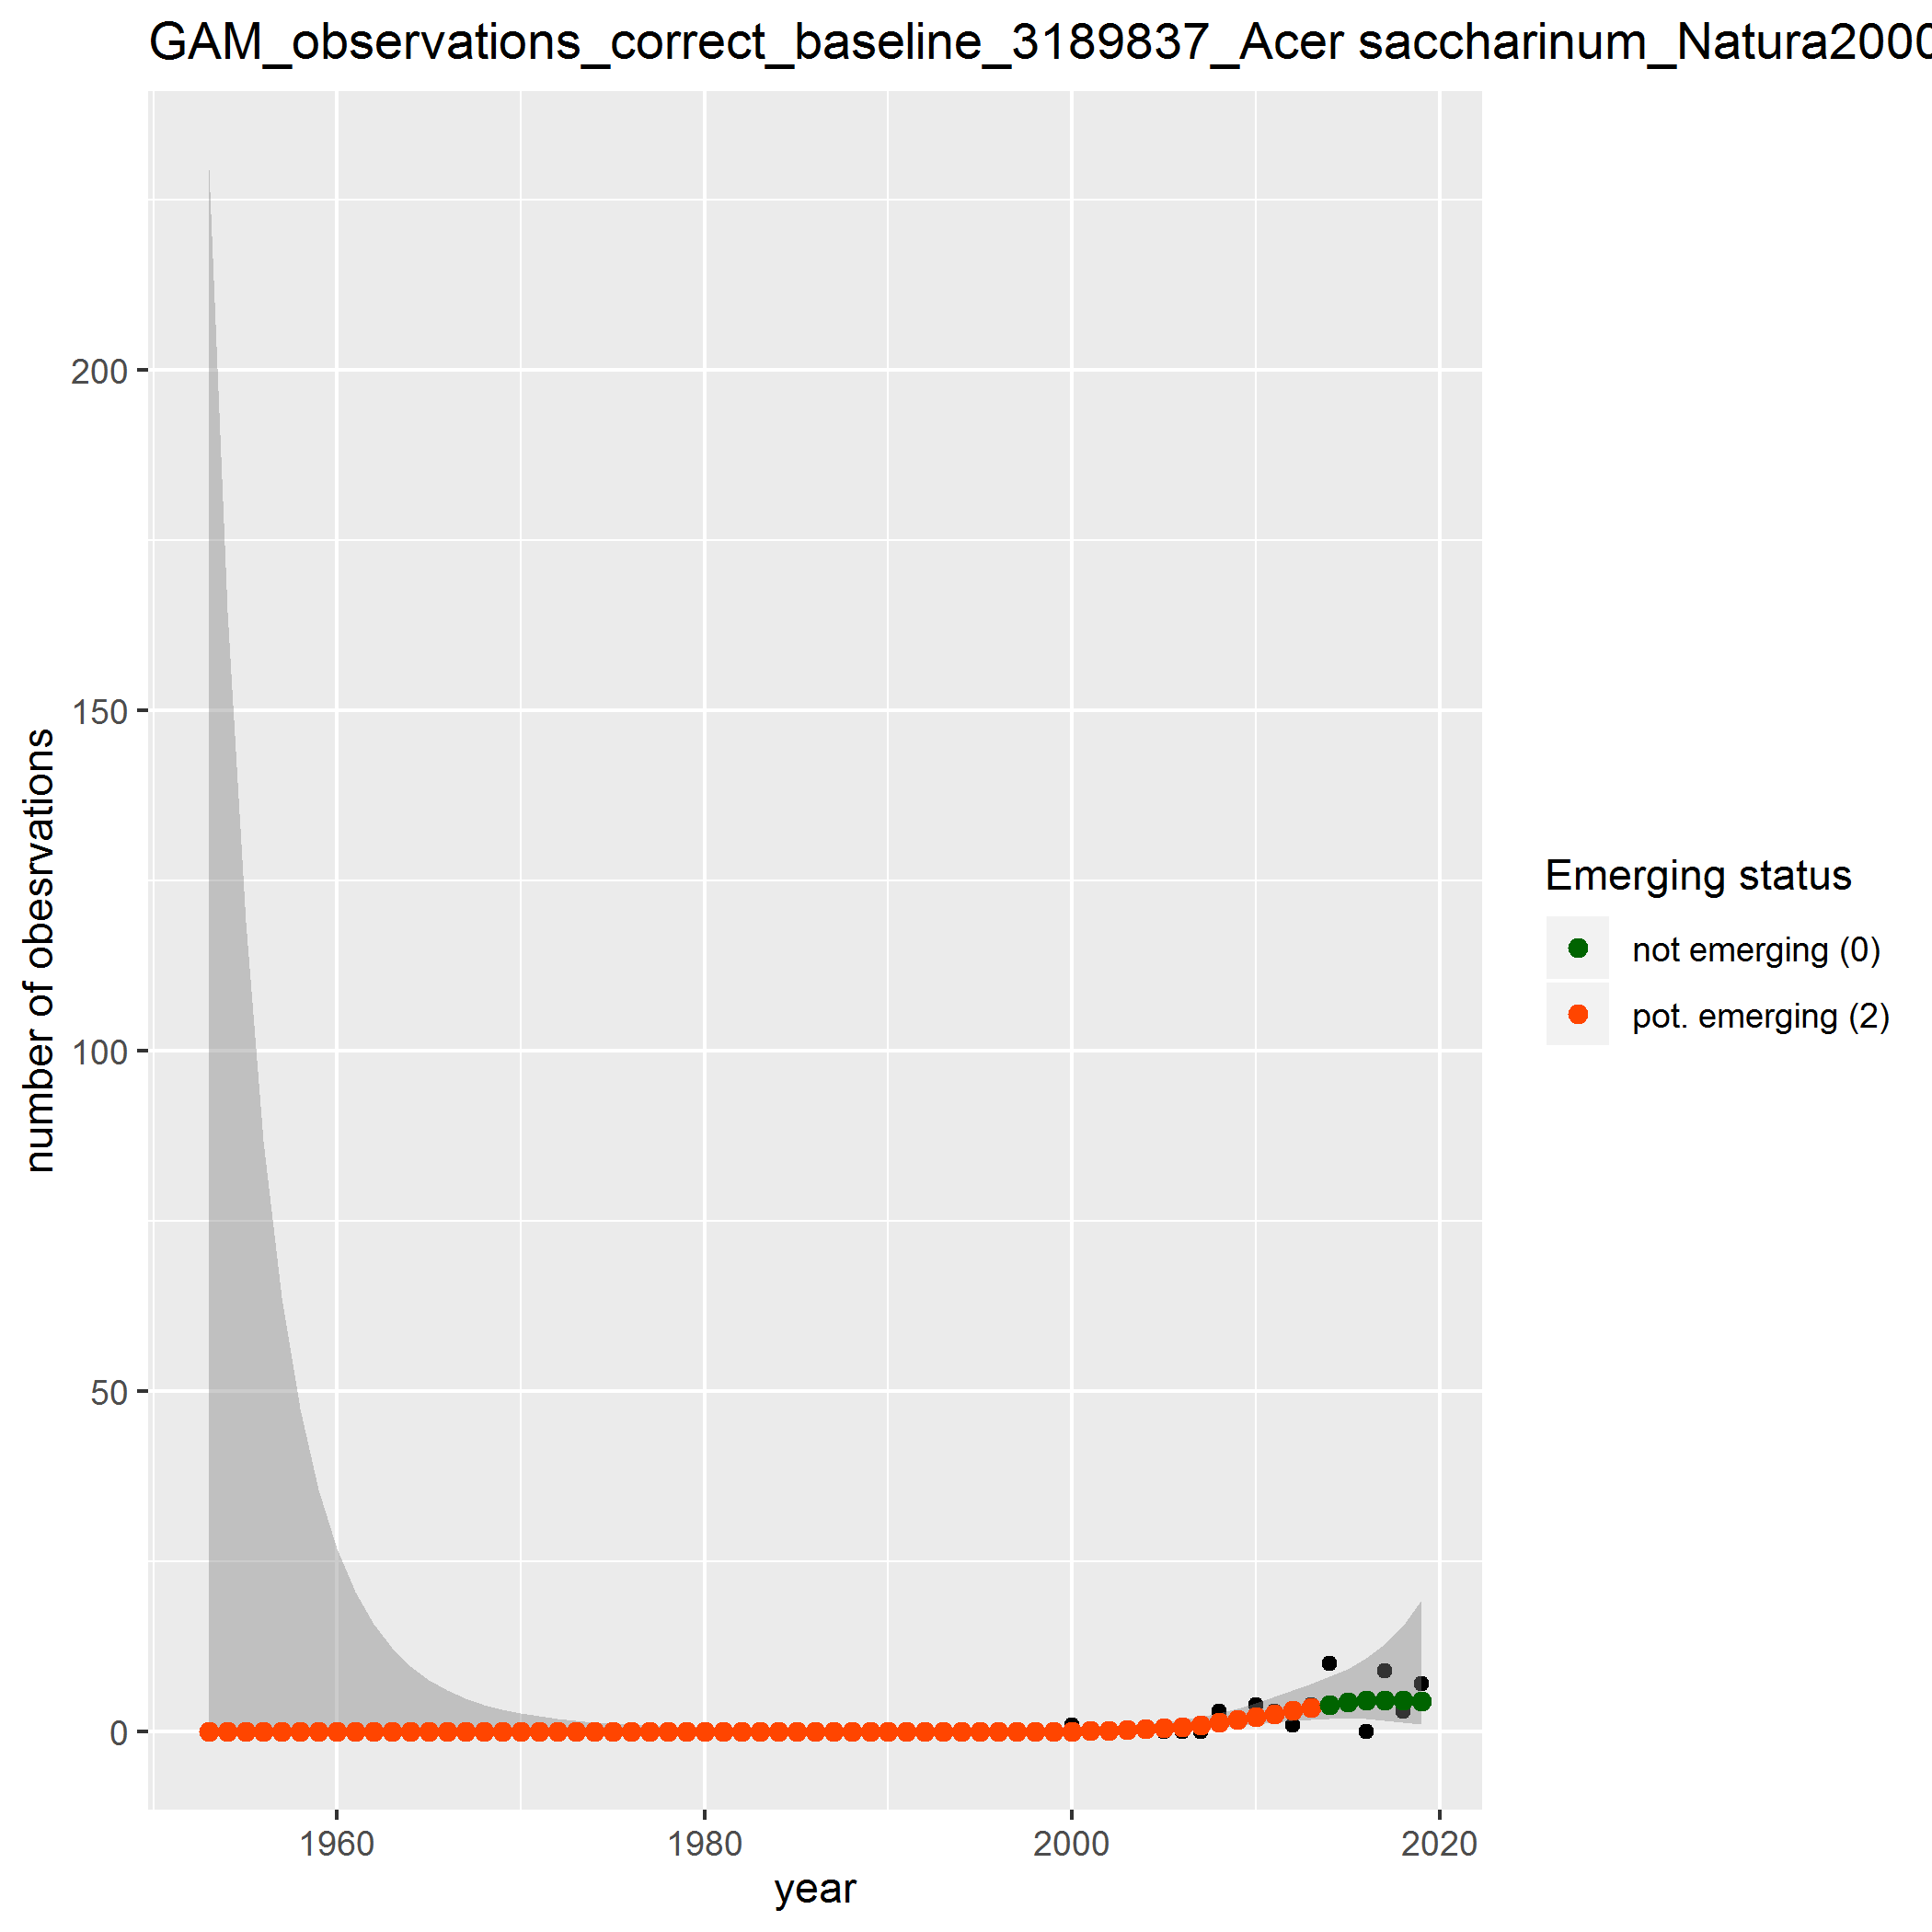 GAM_observations_correct_baseline_3189837_Acer saccharinum_Natura2000
number of obesrvations
200
150
100
50
0
1960
1980
2000
2020
year
Emerging status
not emerging (0)
pot. emerging (2)